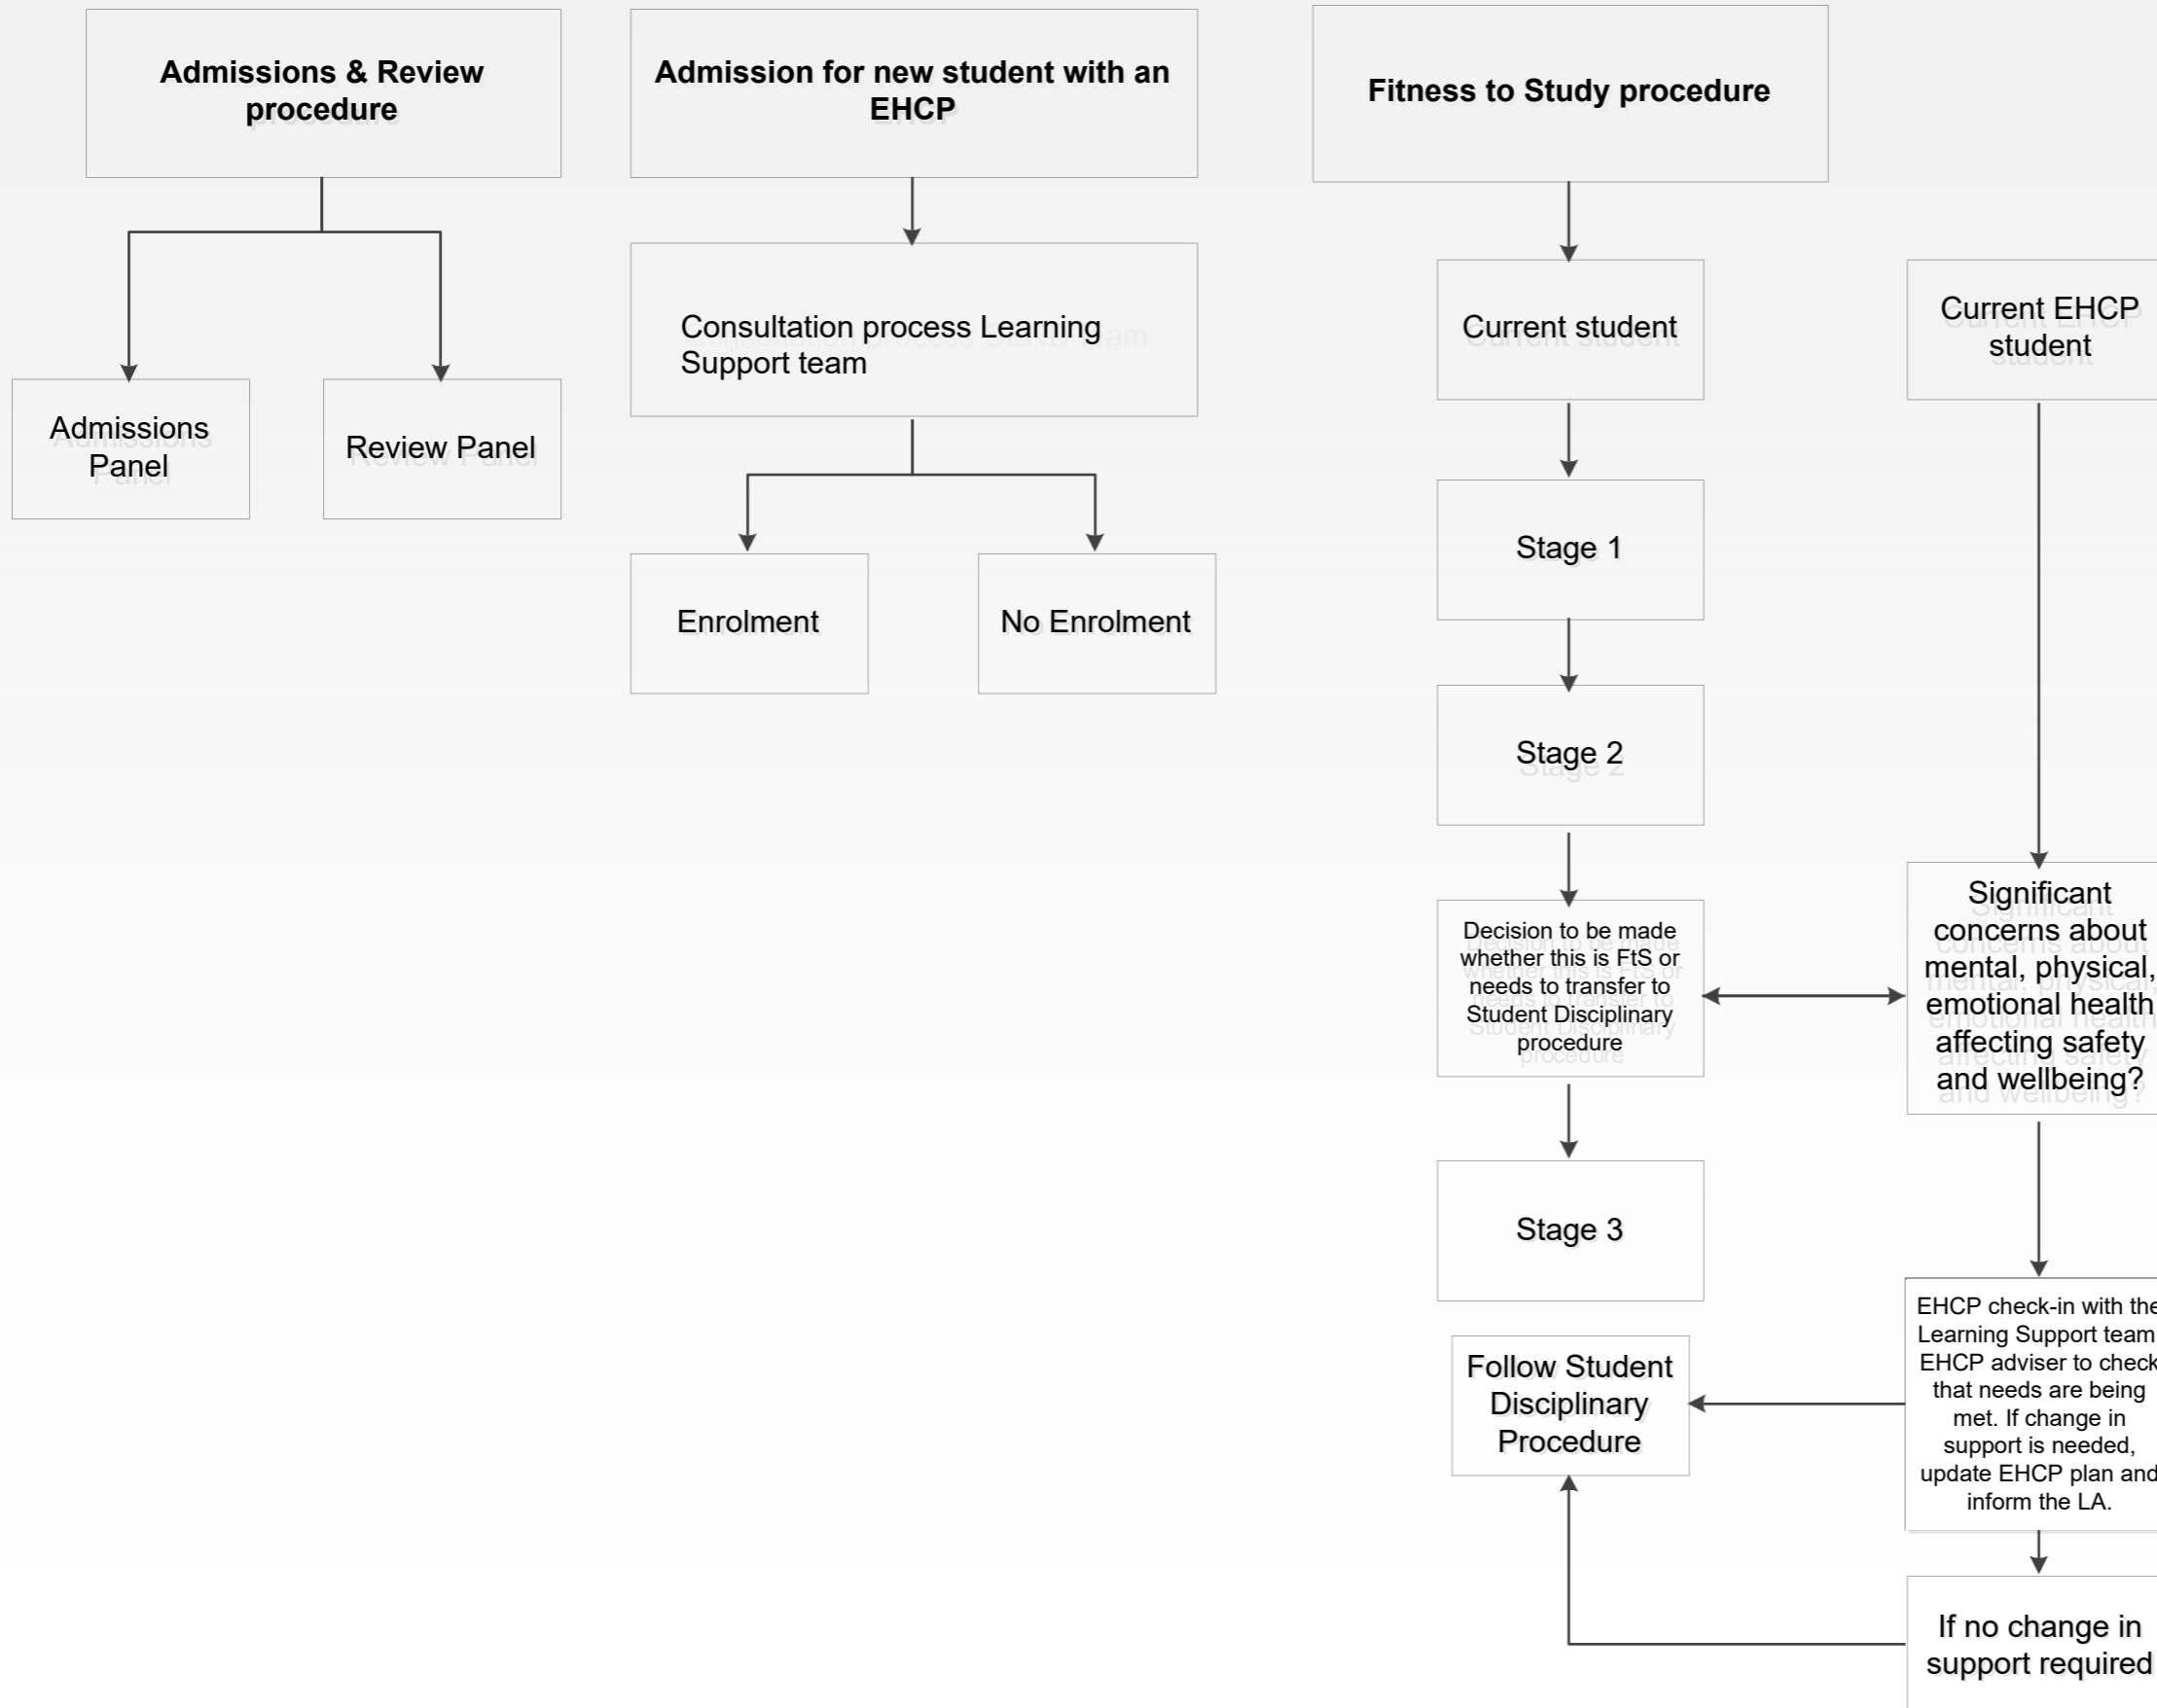 Admissions & Review
procedure
Admissions
Panel
Review Panel
Admission for new student with an
EHCP
Consultation process Learning
Support team
Enrolment
No Enrolment
Fitness to Study procedure
Current student
Stage 1
Stage 2
Decision to be made
whether this is FtS or
needs to transfer to
Student Disciplinary
procedure
Stage 3
Follow Student
Disciplinary
Procedure
Current EHCP
student
Significant
concerns about
mental, physical,
emotional health
affecting safety
and wellbeing?
EHCP check-in with the
Learning Support team
EHCP adviser to check
that needs are being
met. If change in
support is needed,
update EHCP plan and
inform the LA.
If no change in
support required